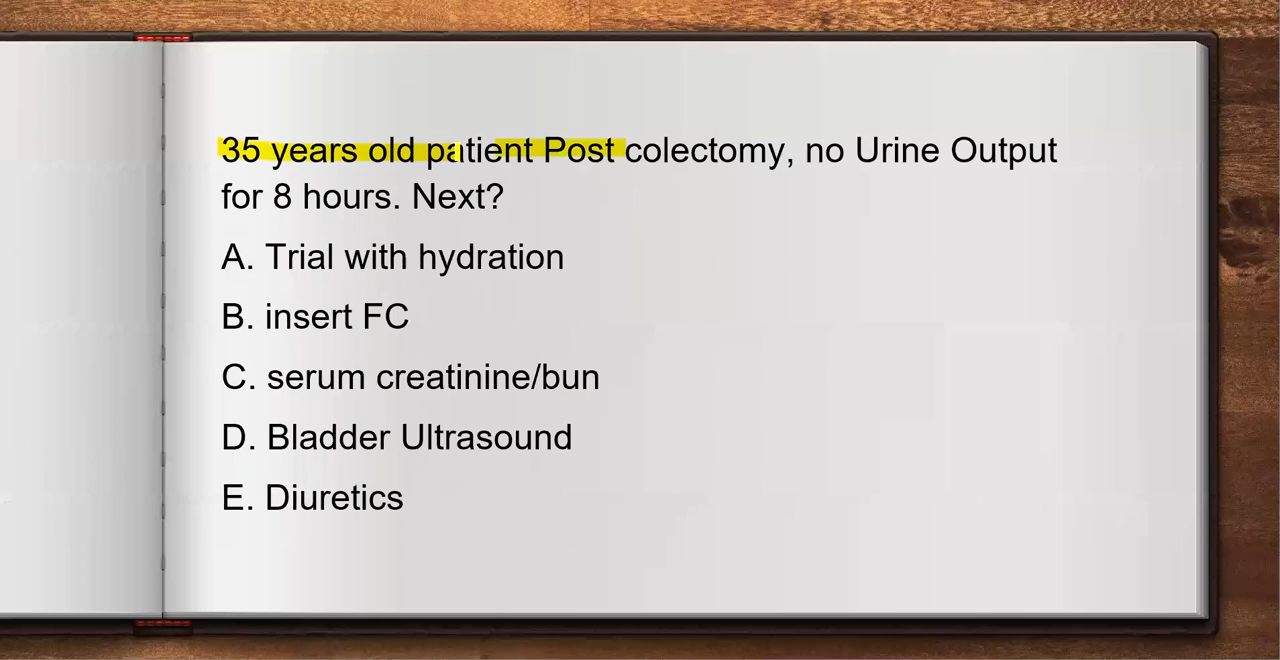 35 years old patient Post colectomy, no Urine Output
for 8 hours. Next?
A. Trial with hydration
B. insert FC
C. serum creatinine/bun
D. Bladder Ultrasound
E. Diuretics